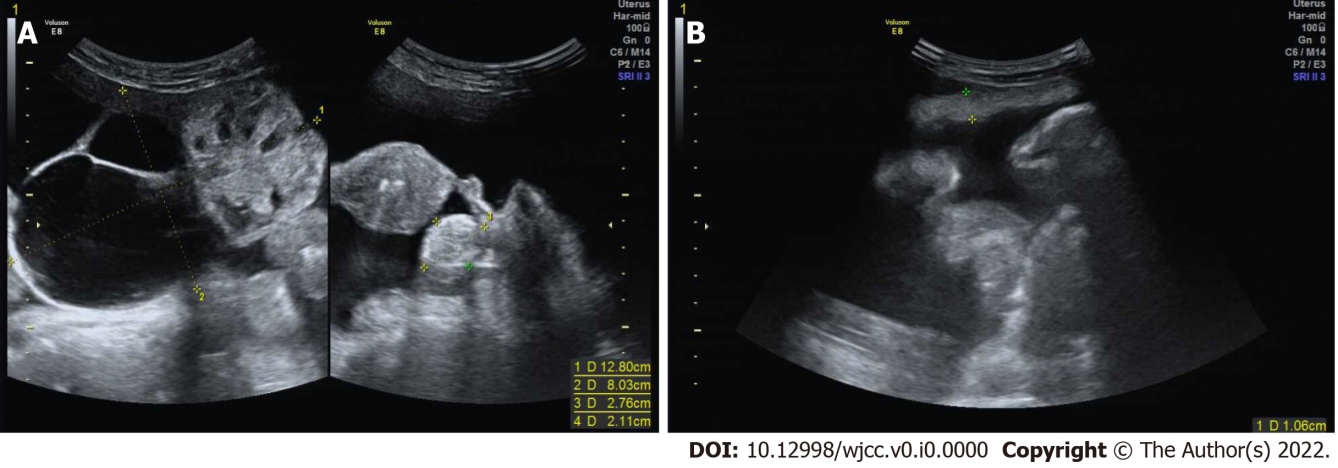 1
A
Voluson
E8
Voluson
E8
Uterus
Har-mid
100
Gn 0
C6 / M14
P2 / E3
SRI II 3
1
2
3
1 D 12.80cm
2 D 8.03cm
3 D 2.76cm
4 D 2.11cm
1
B
Voluson
E8
Uterus
Har-mid
100
Gn 0
C6 / M14
P2 / E3
SRI II 3
1 D 1.06cm
DOI: 10.12998/wjcc.v0.i0.0000 Copyright © The Author(s) 2022.